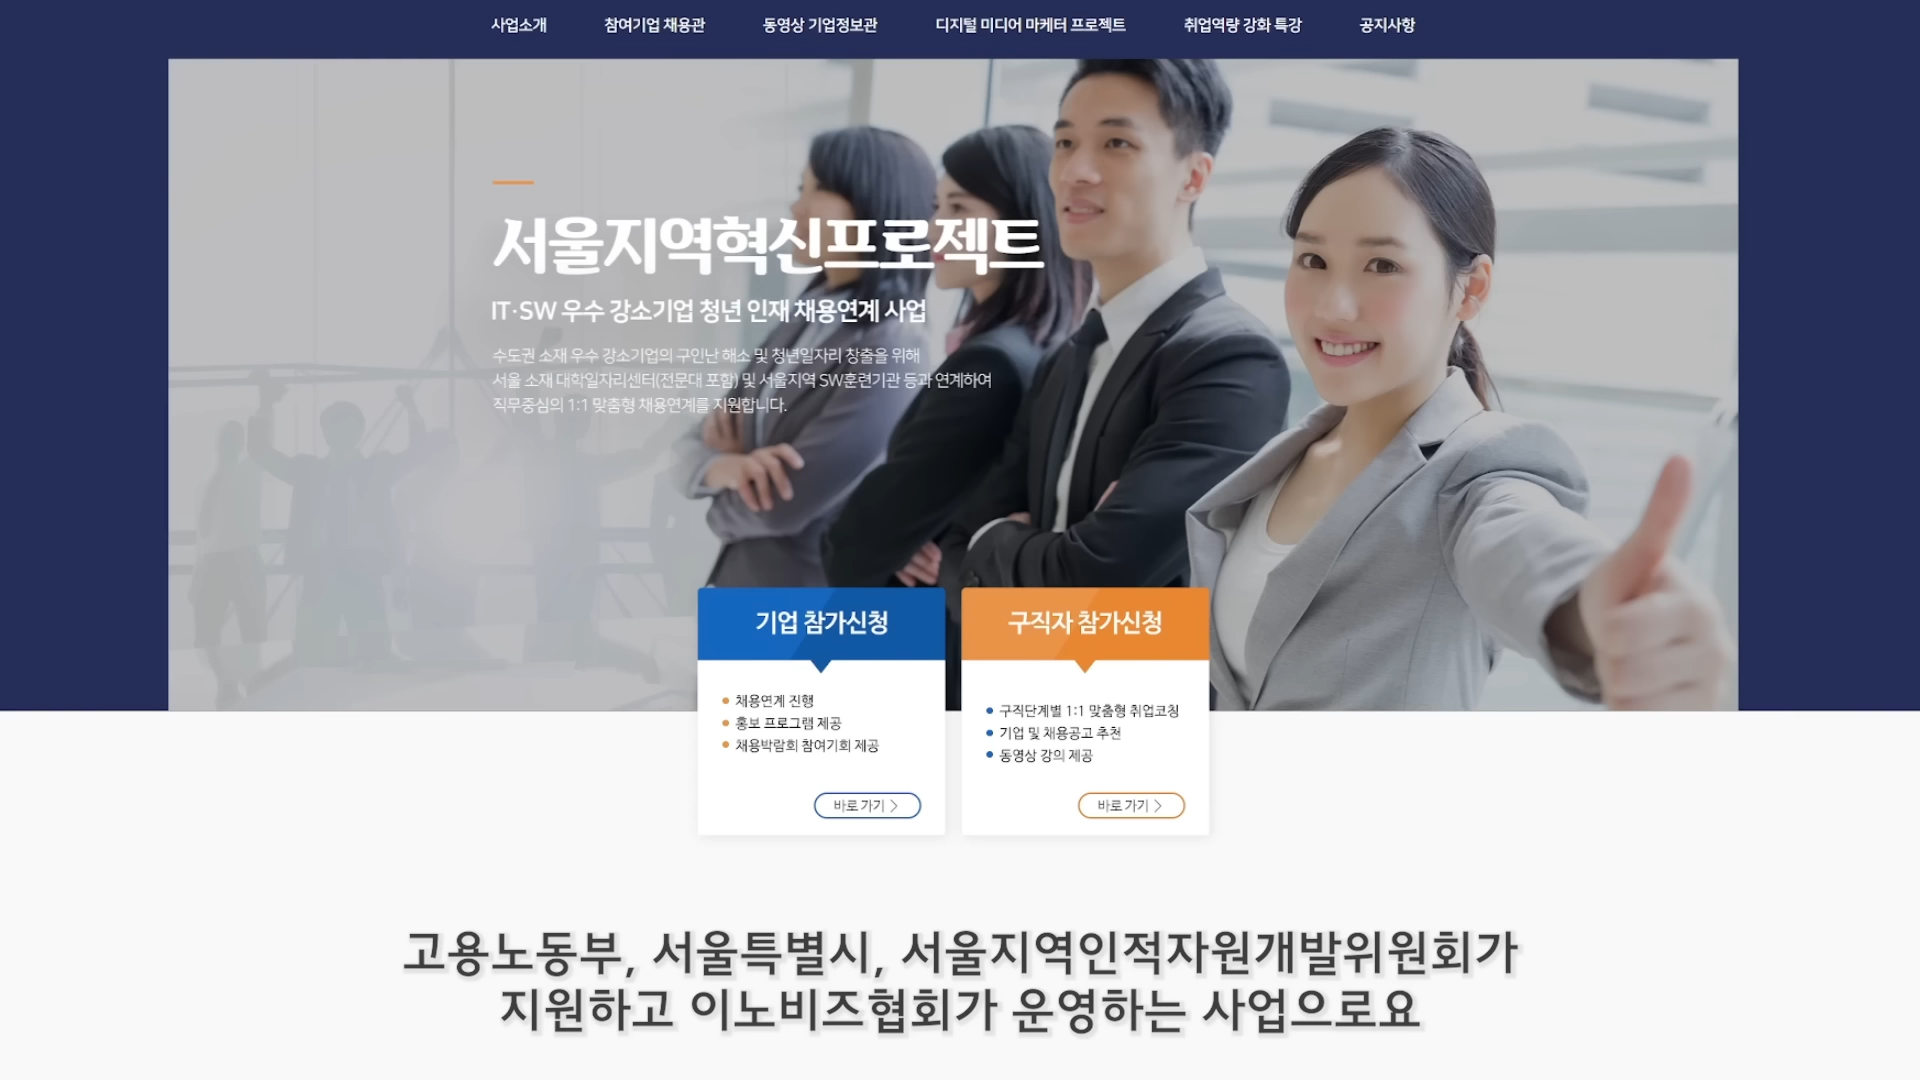 사업소개
참여기업 채용관
동영상 기업정보관
디지털 미디어 마케터 프로젝트
취업역량 강화 특강
공지사항
서울지역혁신프로젝트
IT·SW 우수 강소기업 청년 인재 채용연계 사업
수도권 소재 우수 강소기업의 구인난 해소 및 청년일자리 창출을 위해
서울 소재 대학일자리센터(전문대 포함) 및 서울지역 SW훈련기관 등과 연계하여
직무중심의 1:1 맞춤형 채용연계를 지원합니다.
기업 참가신청
채용연계 진행
홍보 프로그램 제공
채용박람회 참여기회 제공
바로 가기 >
구직자 참가신청
구직단계별 1:1 맞춤형 취업코칭
기업 및 채용공고 추천
동영상 강의 제공
바로 가기 >
고용노동부, 서울특별시, 서울지역인적자원개발위원회가
지원하고 이노비즈협회가 운영하는 사업으로요